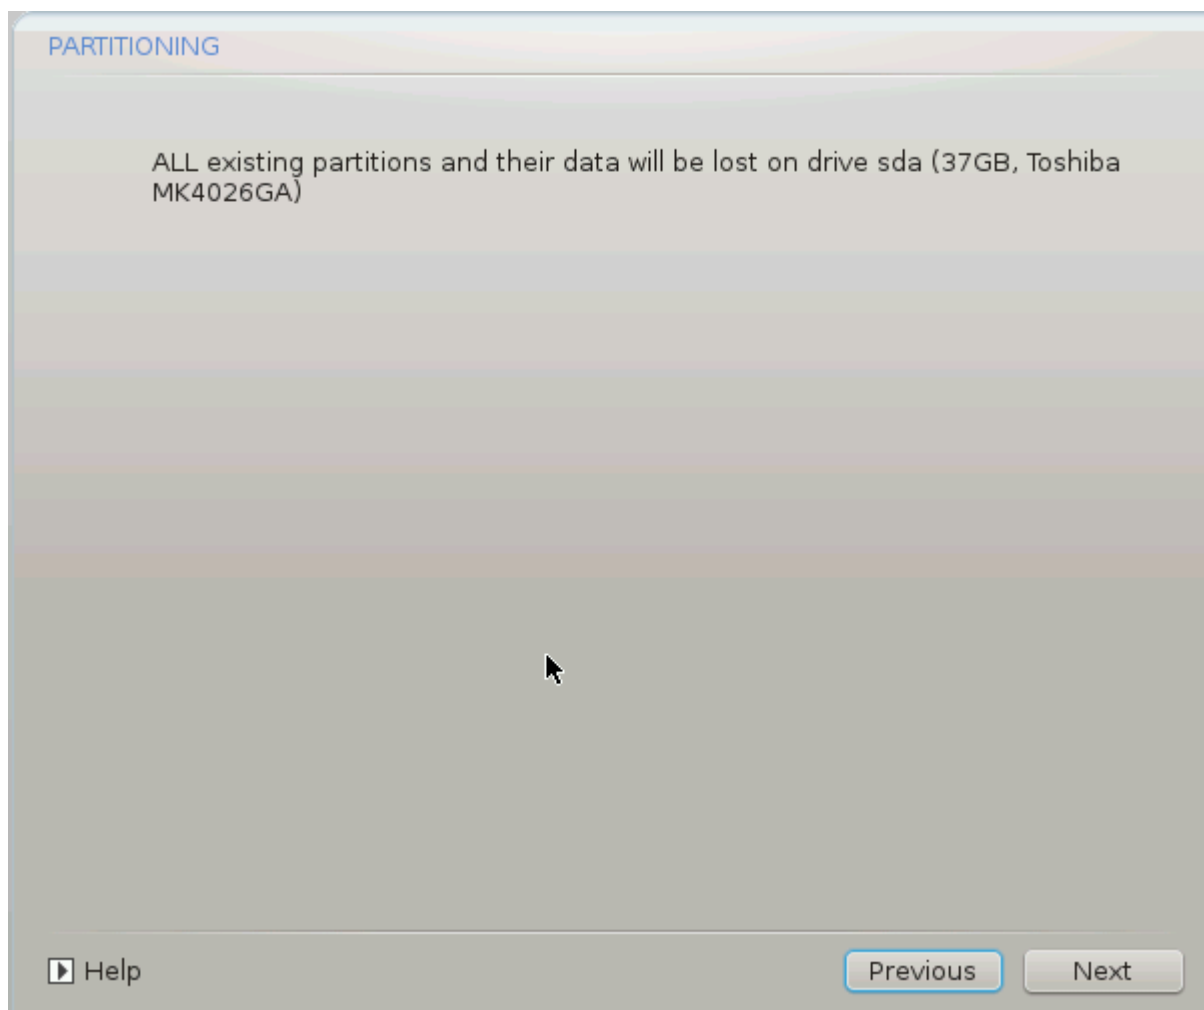 PARTITIONING
ALL existing partitions and their data will be lost on drive sda (37GB, Toshiba
MK4026GA)
Help
Previous
Next